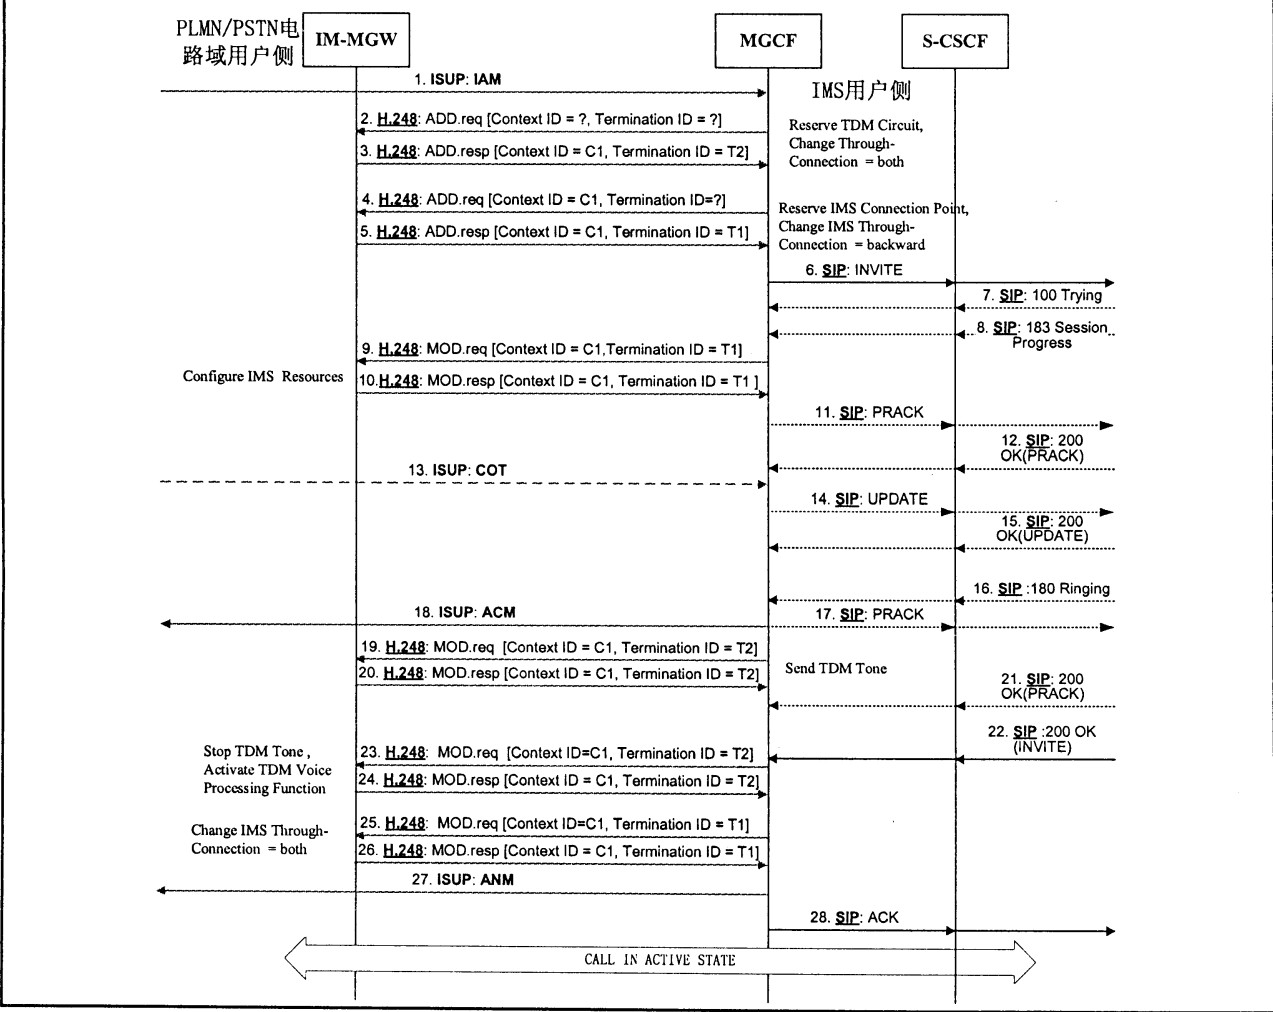 PLMN/PSTN电
路域用户侧
IM-MGW
MGCF
S-CSCF
1. ISUP: IAM
IMS用户侧
2. H.248: ADD.req [Context ID = ?, Termination ID = ?]
Reserve TDM Circuit,
Change Through-
Connection = both
3. H.248: ADD.resp [Context ID = C1, Termination ID = T2]
4. H.248: ADD.req [Context ID = C1, Termination ID=?]
Reserve IMS Connection Point,
Change IMS Through-
Connection = backward
5. H.248: ADD.resp [Context ID = C1, Termination ID = T1]
6. SIP: INVITE
7. SIP: 100 Trying
8. SIP: 183 Session
Progress
9. H.248: MOD.req [Context ID = C1,Termination ID = T1]
Configure IMS Resources
10.H.248: MOD.resp [Context ID = C1, Termination ID = T1 ]
11. SIP: PRACK
12. SIP: 200
OK(PRACK)
13. ISUP: COT
14. SIP: UPDATE
15. SIP: 200
OK(UPDATE)
16. SIP :180 Ringing
18. ISUP: ACM
17. SIP: PRACK
19. H.248: MOD.req [Context ID = C1, Termination ID = T2]
20. H.248: MOD.resp [Context ID = C1, Termination ID = T2]
Send TDM Tone
21. SIP: 200
OK(PRACK)
22. SIP :200 OK
(INVITE)
Stop TDM Tone ,
Activate TDM Voice
Processing Function
23. H.248: MOD.req [Context ID=C1, Termination ID = T2]
24. H.248: MOD.resp [Context ID = C1, Termination ID = T2]
Change IMS Through-
Connection = both
25. H.248: MOD.req [Context ID=C1, Termination ID = T1]
26. H.248: MOD.resp [Context ID = C1, Termination ID = T1]
27. ISUP: ANM
28. SIP: ACK
CALL IN ACTIVE STATE